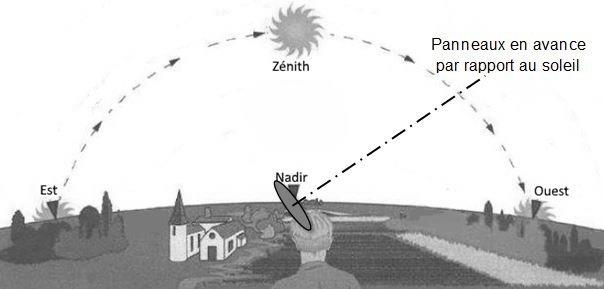 Panneaux en avance
par rapport au soleil
Zénith
Nadir
Est
Ouest